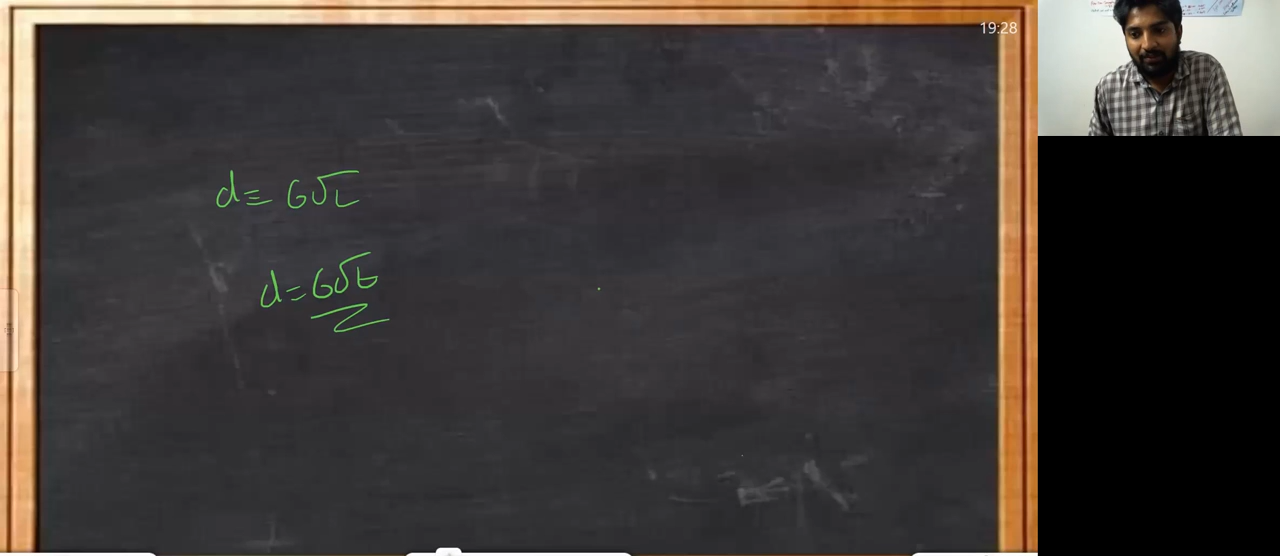 19:28
d = 6√t
d = 6√t